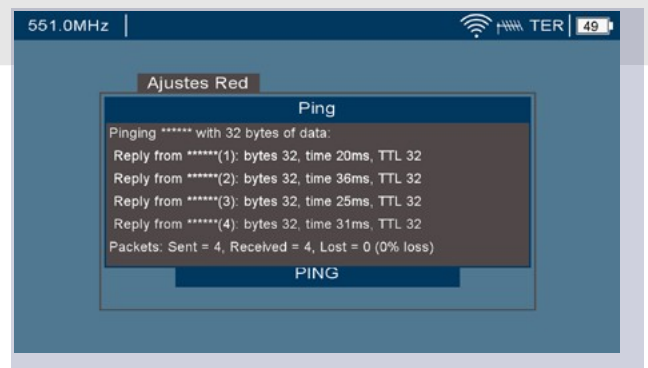 551.0MHz
TER 49
Ajustes Red
Ping
Pinging ****** with 32 bytes of data:
Reply from ******(1): bytes 32, time 20ms, TTL 32
Reply from ******(2): bytes 32, time 36ms, TTL 32
Reply from ******(3): bytes 32, time 25ms, TTL 32
Reply from ******(4): bytes 32, time 31ms, TTL 32
Packets: Sent = 4, Received = 4, Lost = 0 (0% loss)
PING